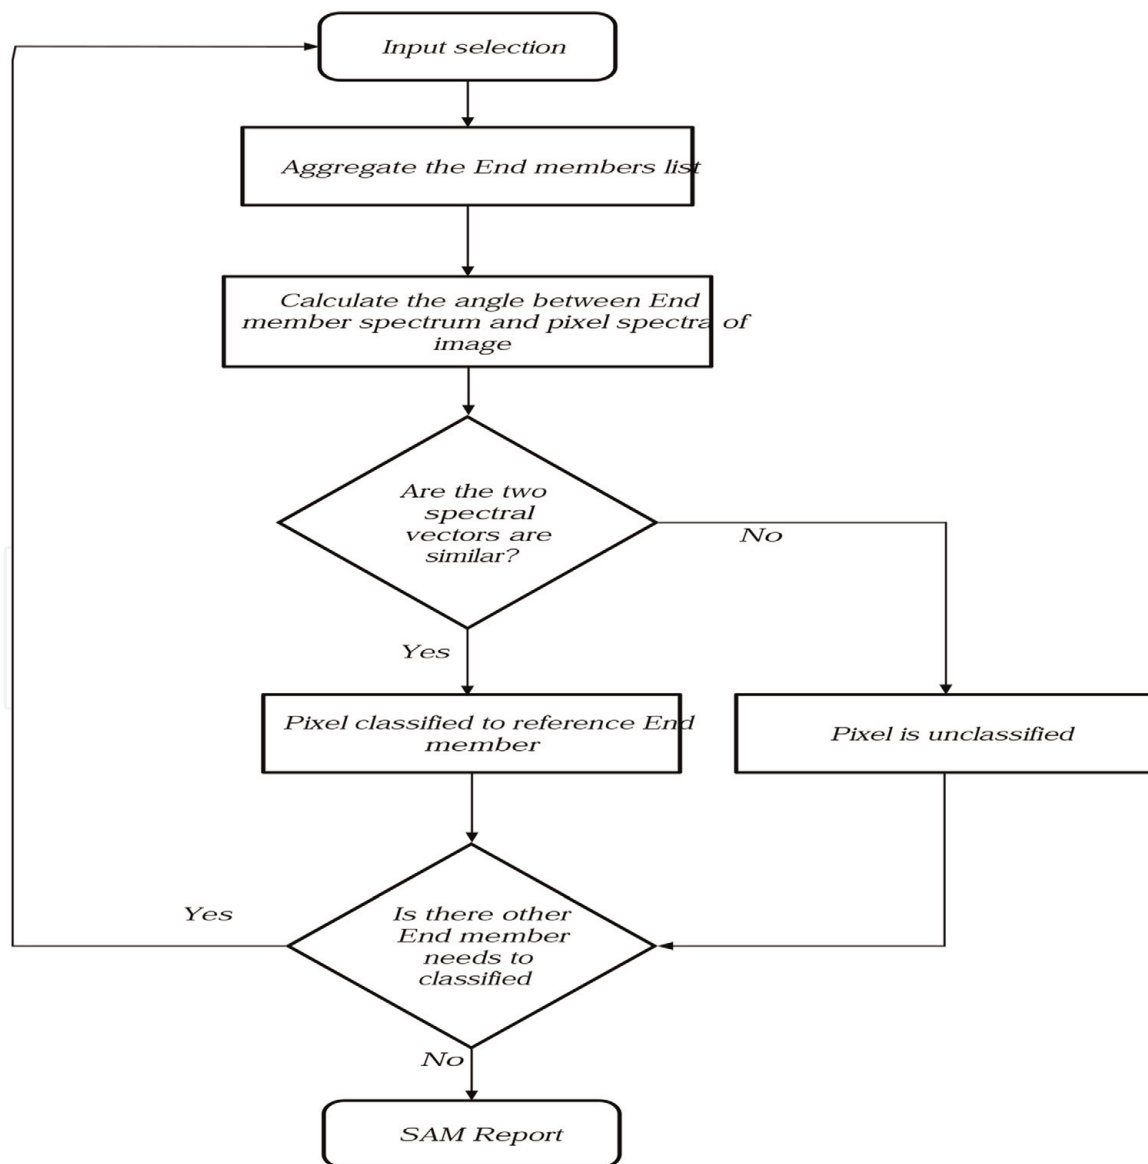 Input selection
Aggregate the End members list
Calculate the angle between End
member spectrum and pixel spectra of
image
Are the two
spectral
vectors are
similar?
No
Yes
Pixel classified to reference End
member
Pixel is unclassified
Yes
Is there other
End member
needs to
classified
No
SAM Report